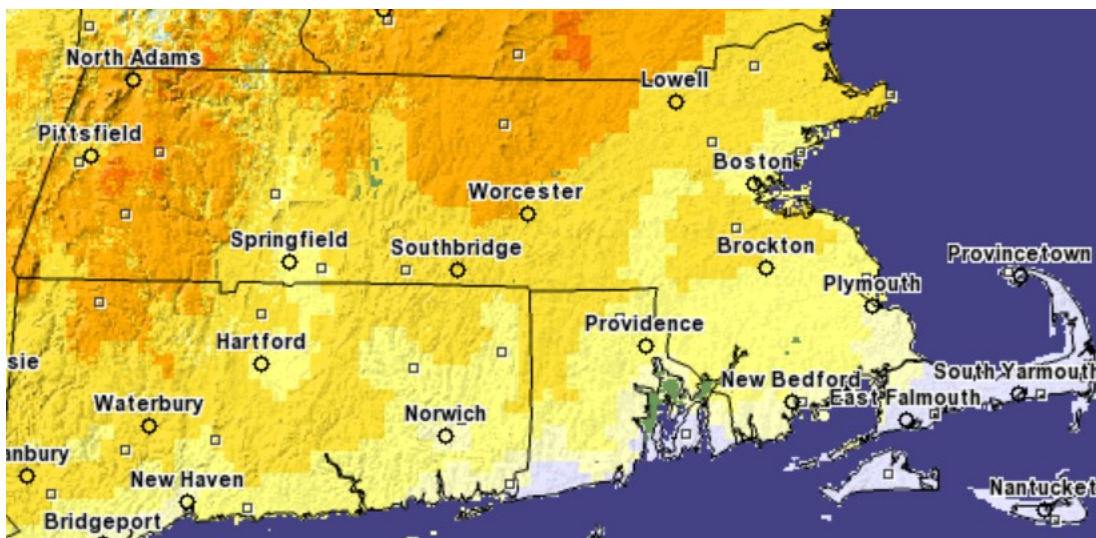 North Adams
Lowell
Pittsfield
Boston
Worcester
Springfield
Southbridge
Brockton
Provincetown
Plymouth
Providence
Hartford
sie
New Bedford
South Yarmouth
East Falmouth
Waterbury
Norwich
anbury
New Haven
Nantucket
Bridgeport